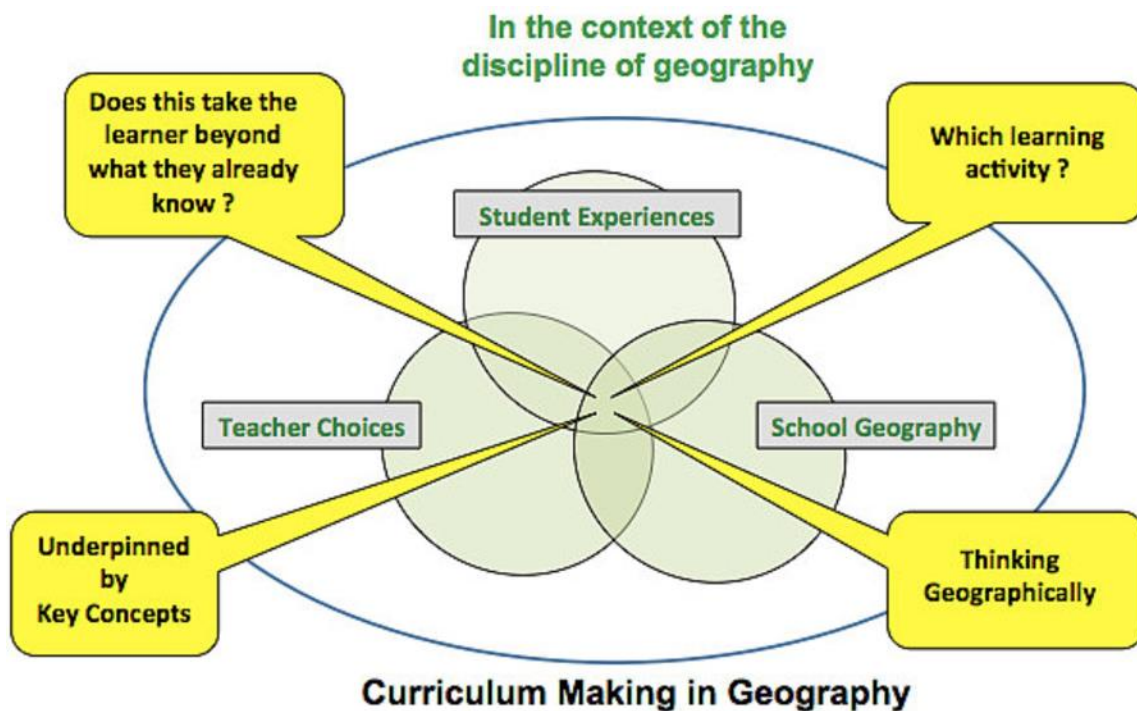 In the context of the
discipline of geography
Does this take the
learner beyond
what they already
know ?
Which learning
activity ?
Student Experiences
Teacher Choices
School Geography
Underpinned
by
Key Concepts
Thinking
Geographically
Curriculum Making in Geography